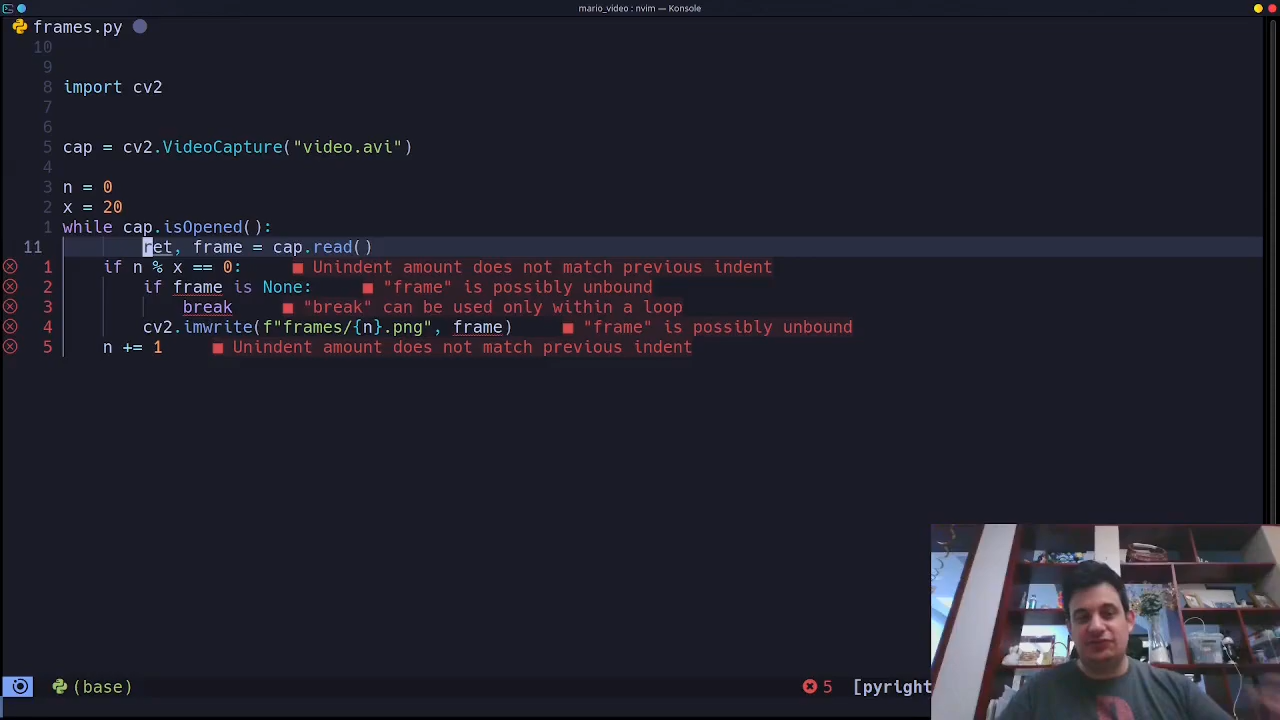 mario_video : nvim — Konsole
frames.py
10
9
8 import cv2
7
6
5 cap = cv2.VideoCapture("video.avi")
4
3 n = 0
2 x = 20
1 while cap.isOpened():
11 ret, frame = cap.read()
1 if n % x == 0: ■ Unindent amount does not match previous indent
2 if frame is None: ■ "frame" is possibly unbound
3 break ■ "break" can be used only within a loop
4 cv2.imwrite(f"frames/{n}.png", frame) ■ "frame" is possibly unbound
5 n += 1 ■ Unindent amount does not match previous indent
(base) 5 [pyright